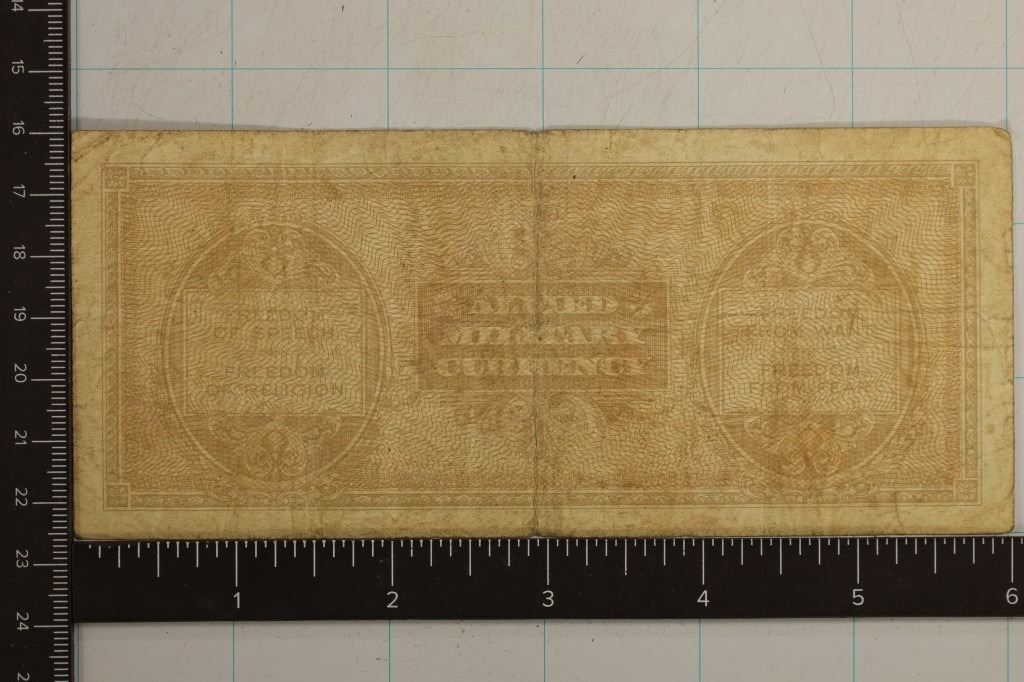 14
15
16
17
18
19
20
21
22
23
24
FREEDOM
OF SPEECH
FREEDOM
OF RELIGION
ALLIED
MILITARY
CURRENCY
FREEDOM
FROM WANT
FREEDOM
FROM FEAR
1 2 3 4 5 6